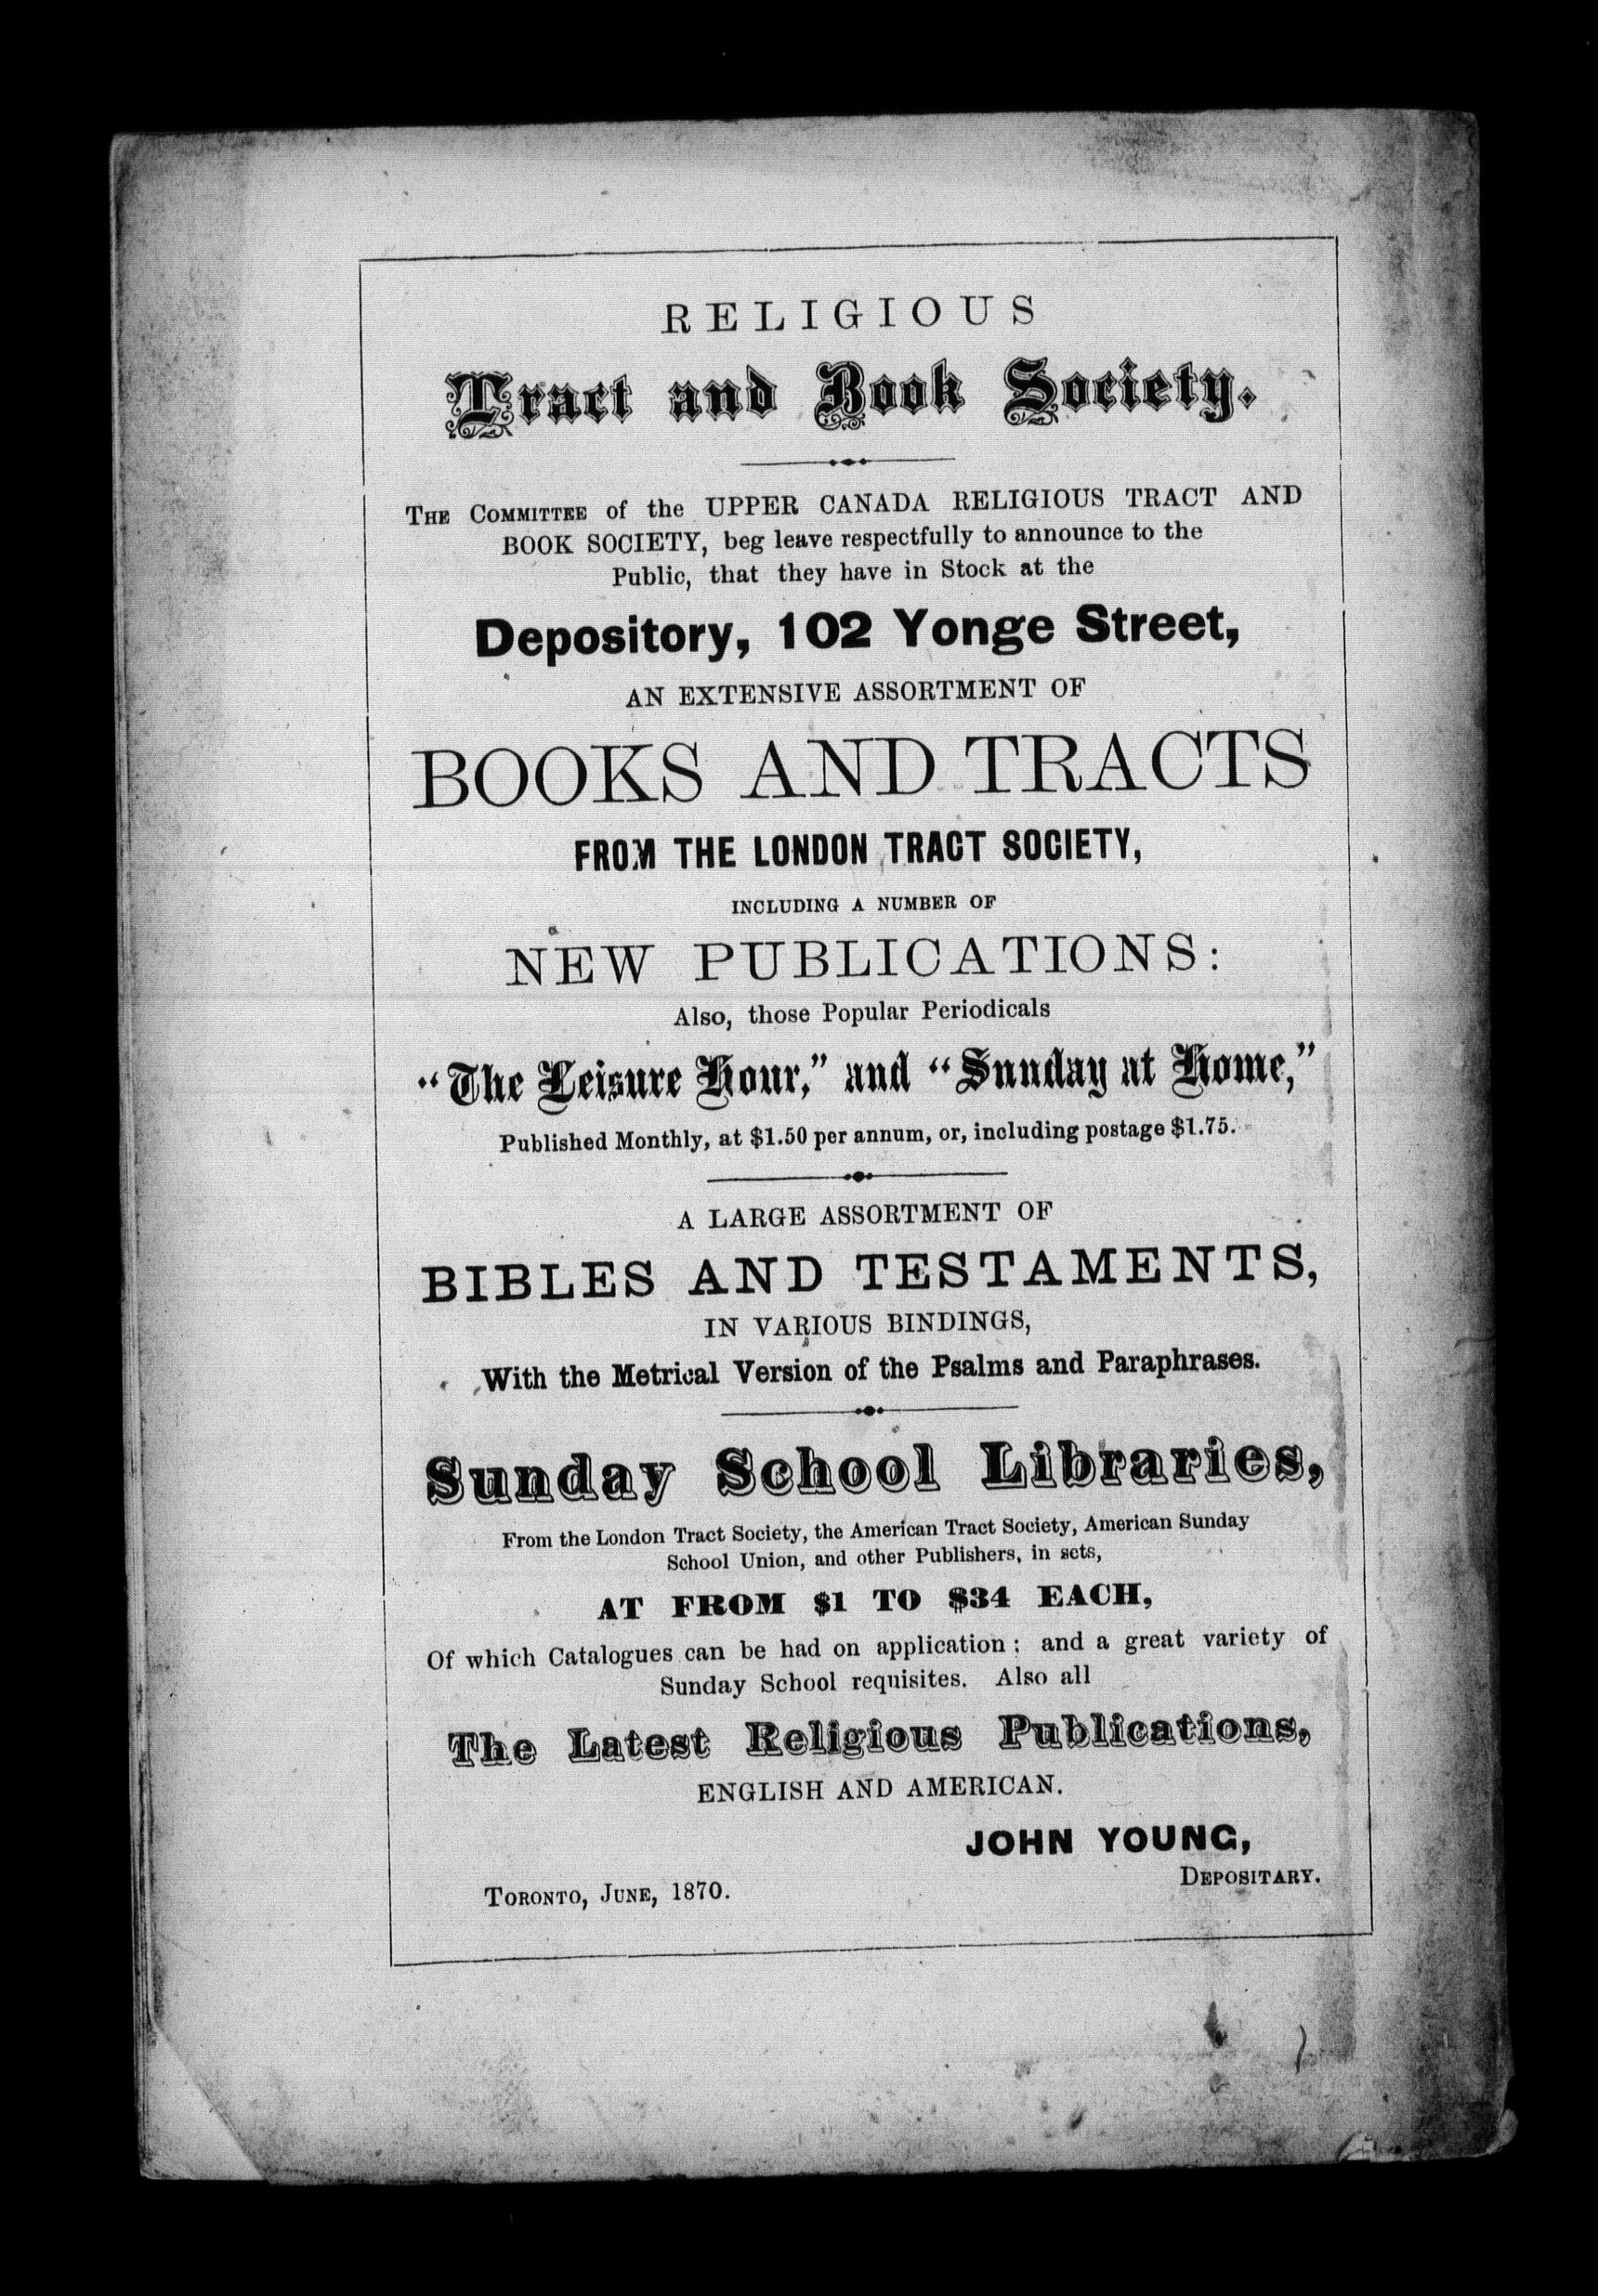 RELIGIOUS
Tract and Book Society.
THE COMMITTEE of the UPPER CANADA RELIGIOUS TRACT AND
BOOK SOCIETY, beg leave respectfully to announce to the
Public, that they have in Stock at the
Depository, 102 Yonge Street,
AN EXTENSIVE ASSORTMENT OF
BOOKS AND TRACTS
FROM THE LONDON TRACT SOCIETY,
INCLUDING A NUMBER OF
NEW PUBLICATIONS:
Also, those Popular Periodicals
“The Leisure Hour,” and “Sunday at Home,”
Published Monthly, at $1.50 per annum, or, including postage $1.75.
A LARGE ASSORTMENT OF
BIBLES AND TESTAMENTS,
IN VARIOUS BINDINGS,
With the Metrical Version of the Psalms and Paraphrases.
Sunday School Libraries,
From the London Tract Society, the American Tract Society, American Sunday
School Union, and other Publishers, in sets,
AT FROM $1 TO $34 EACH,
Of which Catalogues can be had on application; and a great variety of
Sunday School requisites. Also all
The Latest Religious Publications,
ENGLISH AND AMERICAN.
JOHN YOUNG,
DEPOSITARY.
TORONTO, JUNE, 1870.